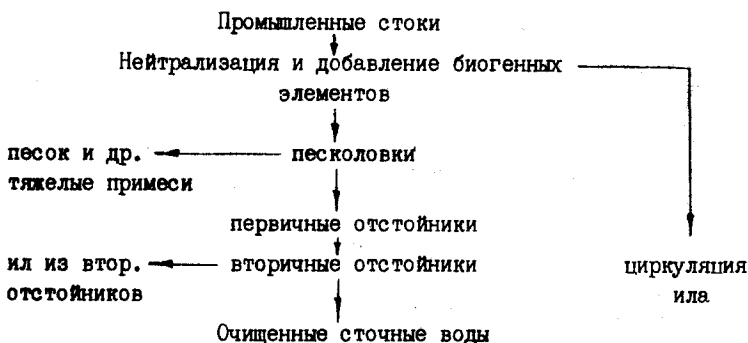 Промышленные стоки
Нейтрализация и добавление биогенных
элементов
песок и др.
тяжелые примеси
песколовки
первичные отстойники
ил из втор.
отстойников
вторичные отстойники
циркуляция
ила
Очищенные сточные воды